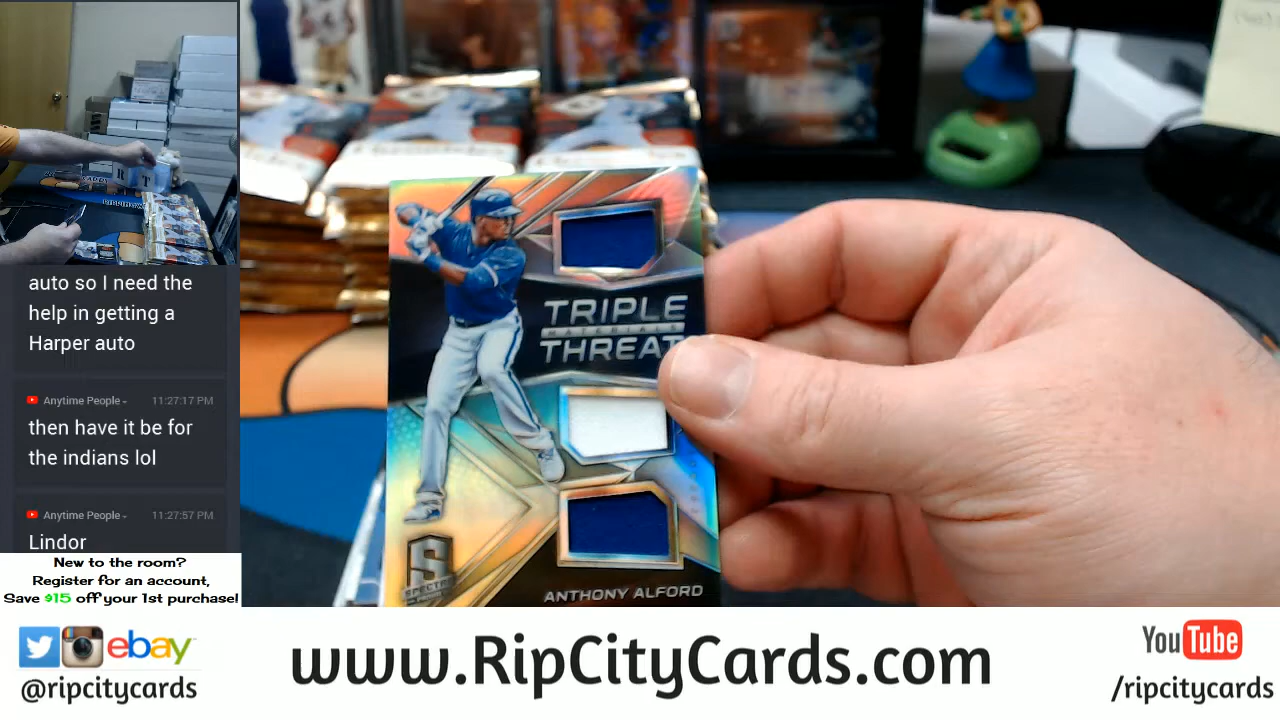 auto so I need the
help in getting a
Harper auto
Anytime People 11:27:17 PM
then have it be for
the indians lol
Anytime People 11:27:57 PM
Lindor
New to the room?
Register for an account,
Save $15 off your 1st purchase!
TRIPLE
MATERIALS
THREAT
S
SPECTRA
ANTHONY ALFORD
ebay
@ripcitycards
www.RipCityCards.com
YouTube
/ripcitycards